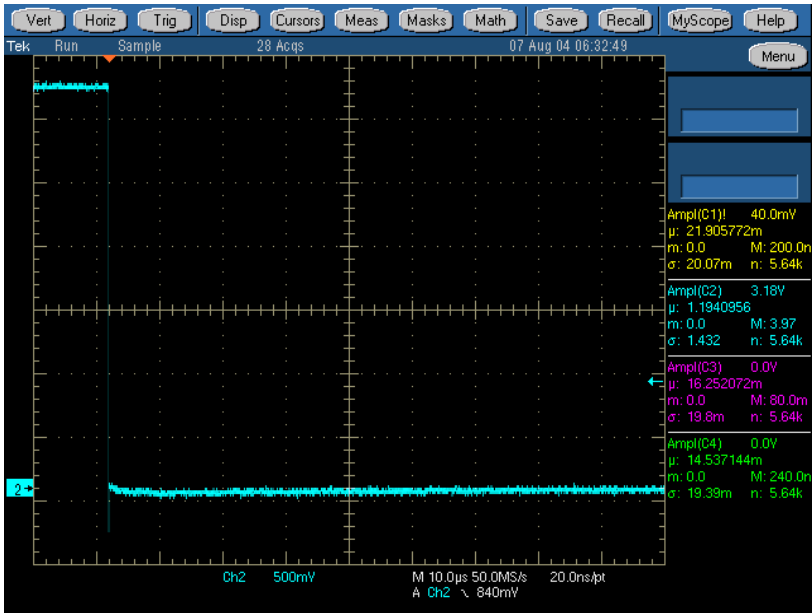 Vert Horiz Trig Disp Cursors Meas Masks Math Save Recall MyScope Help
Tek Run Sample 28 Acqs 07 Aug 04 06:32:49
Menu
Ampl(C1)! 40.0mV
µ: 21.905772m
m: 0.0 M: 200.0n
σ: 20.07m n: 5.64k
Ampl(C2) 3.18V
µ: 1.1940956
m: 0.0 M: 3.97
σ: 1.432 n: 5.64k
Ampl(C3) 0.0V
µ: 16.252072m
m: 0.0 M: 80.0m
σ: 19.8m n: 5.64k
Ampl(C4) 0.0V
µ: 14.537144m
m: 0.0 M: 240.0n
σ: 19.39m n: 5.64k
2
Ch2 500mV M 10.0µs 50.0MS/s 20.0ns/pt
A Ch2 \ 840mV